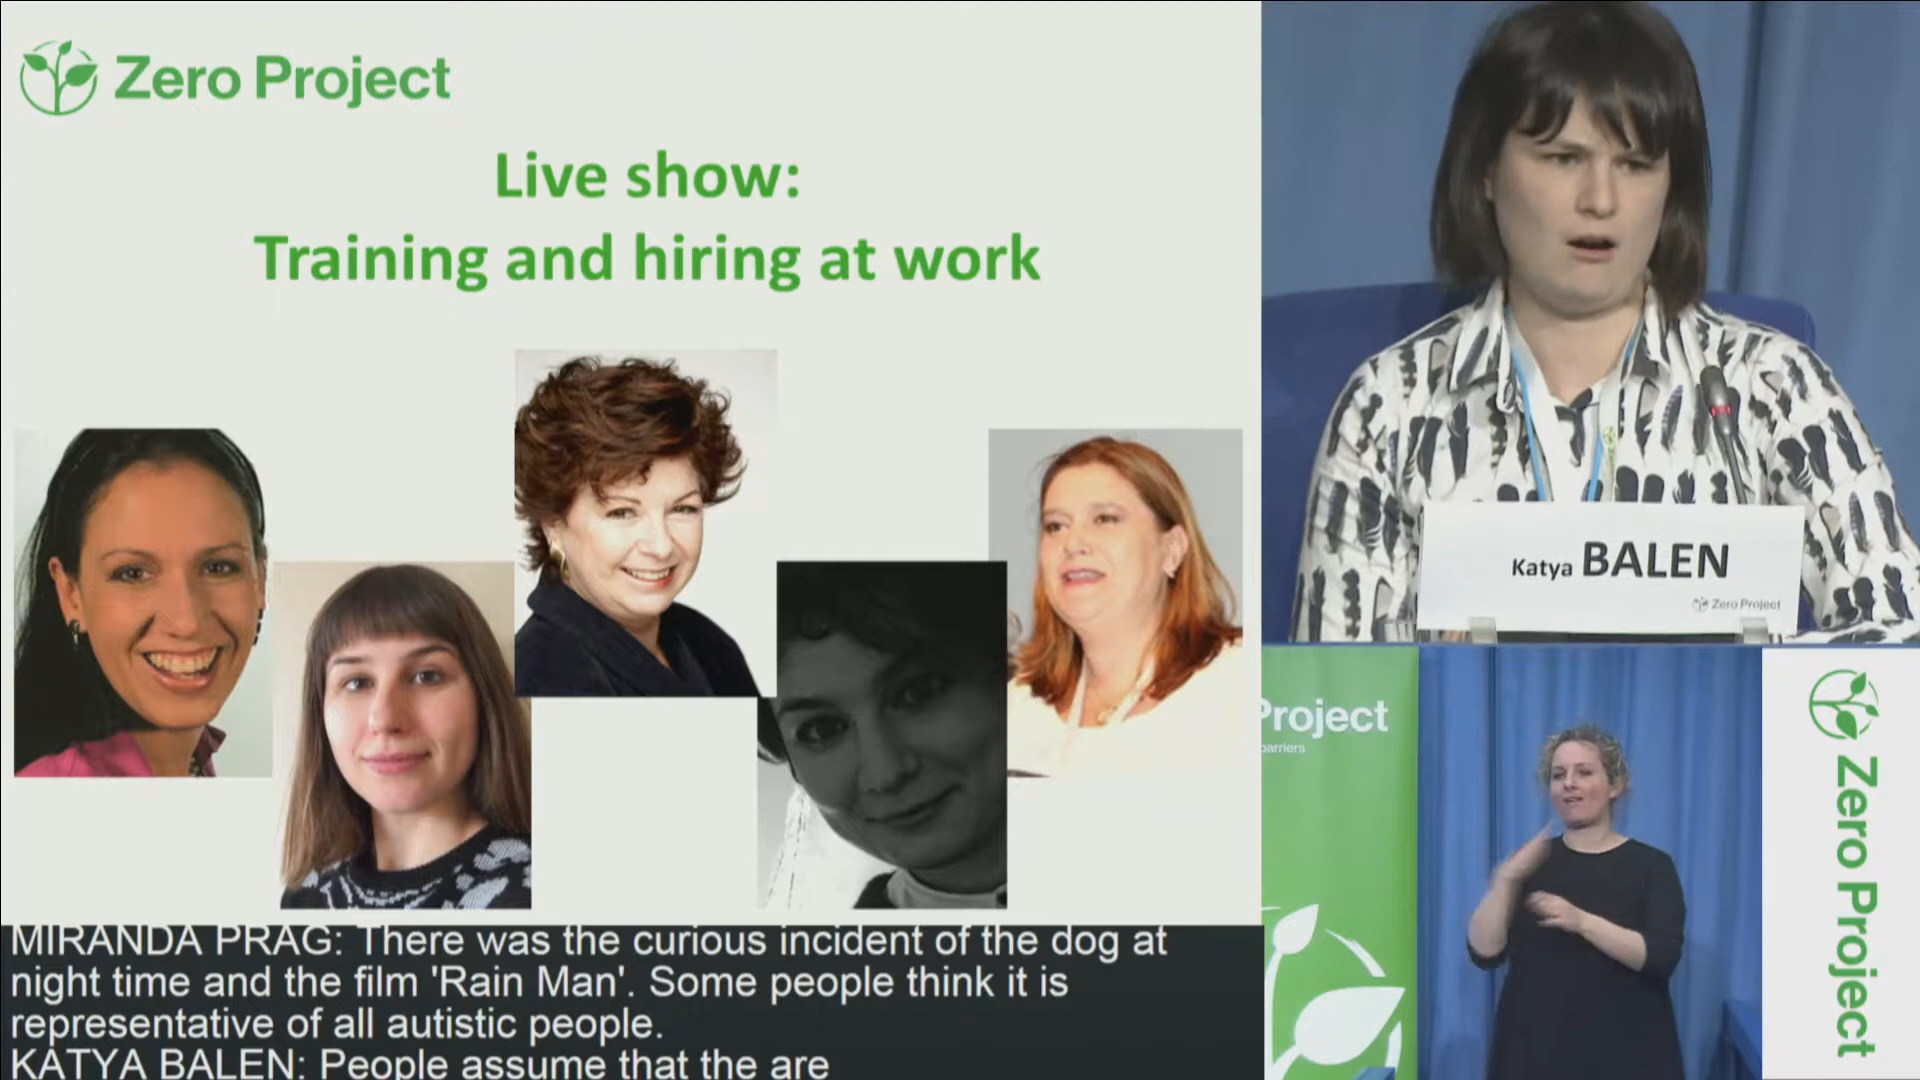 Zero Project
Live show:
Training and hiring at work
MIRANDA PRAG: There was the curious incident of the dog at
night time and the film 'Rain Man'. Some people think it is
representative of all autistic people.
KATYA BALEN: People assume that the are
Katya BALEN
Zero Project
Project
barriers
Zero Project